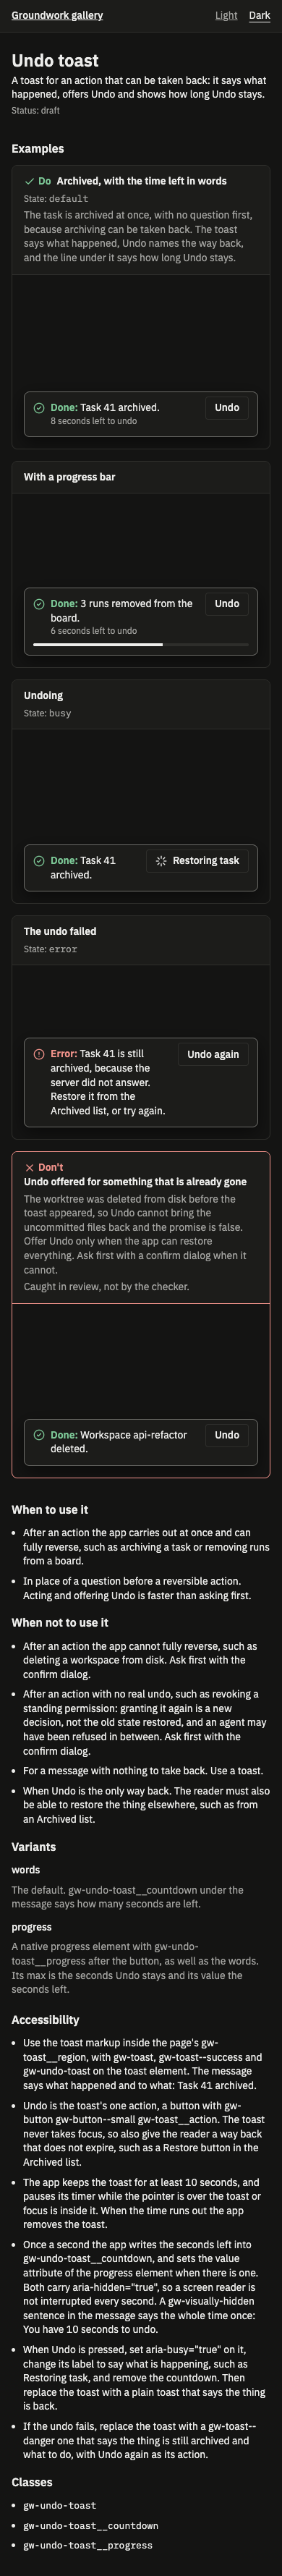 Groundwork gallery
Light Dark
Undo toast
A toast for an action that can be taken back: it says what
happened, offers Undo and shows how long Undo stays.
Status: draft
Examples
Do Archived, with the time left in words
State: default
The task is archived at once, with no question first,
because archiving can be taken back. The toast
says what happened, Undo names the way back,
and the line under it says how long Undo stays.
Done: Task 41 archived.
Undo
8 seconds left to undo
With a progress bar
Done: 3 runs removed from the
board.
Undo
6 seconds left to undo
Undoing
State: busy
Done: Task 41
archived.
Restoring task
The undo failed
State: error
Error: Task 41 is still
archived, because the
server did not answer.
Restore it from the
Archived list, or try again.
Undo again
Don't
Undo offered for something that is already gone
The worktree was deleted from disk before the
toast appeared, so Undo cannot bring the
uncommitted files back and the promise is false.
Offer Undo only when the app can restore
everything. Ask first with a confirm dialog when it
cannot.
Caught in review, not by the checker.
Done: Workspace api-refactor
deleted.
Undo
When to use it
• After an action the app carries out at once and can
fully reverse, such as archiving a task or removing runs
from a board.
• In place of a question before a reversible action.
Acting and offering Undo is faster than asking first.
When not to use it
• After an action the app cannot fully reverse, such as
deleting a workspace from disk. Ask first with the
confirm dialog.
• After an action with no real undo, such as revoking a
standing permission: granting it again is a new
decision, not the old state restored, and an agent may
have been refused in between. Ask first with the
confirm dialog.
• For a message with nothing to take back. Use a toast.
• When Undo is the only way back. The reader must also
be able to restore the thing elsewhere, such as from
an Archived list.
Variants
words
The default. gw-undo-toast__countdown under the
message says how many seconds are left.
progress
A native progress element with gw-undo-
toast__progress after the button, as well as the words.
Its max is the seconds Undo stays and its value the
seconds left.
Accessibility
• Use the toast markup inside the page's gw-
toast__region, with gw-toast, gw-toast--success and
gw-undo-toast on the toast element. The message
says what happened and to what: Task 41 archived.
• Undo is the toast's one action, a button with gw-
button gw-button--small gw-toast__action. The toast
never takes focus, so also give the reader a way back
that does not expire, such as a Restore button in the
Archived list.
• The app keeps the toast for at least 10 seconds, and
pauses its timer while the pointer is over the toast or
focus is inside it. When the time runs out the app
removes the toast.
• Once a second the app writes the seconds left into
gw-undo-toast__countdown, and sets the value
attribute of the progress element when there is one.
Both carry aria-hidden="true", so a screen reader is
not interrupted every second. A gw-visually-hidden
sentence in the message says the whole time once:
You have 10 seconds to undo.
• When Undo is pressed, set aria-busy="true" on it,
change its label to say what is happening, such as
Restoring task, and remove the countdown. Then
replace the toast with a plain toast that says the thing
is back.
• If the undo fails, replace the toast with a gw-toast--
danger one that says the thing is still archived and
what to do, with Undo again as its action.
Classes
• gw-undo-toast
• gw-undo-toast__countdown
• gw-undo-toast__progress